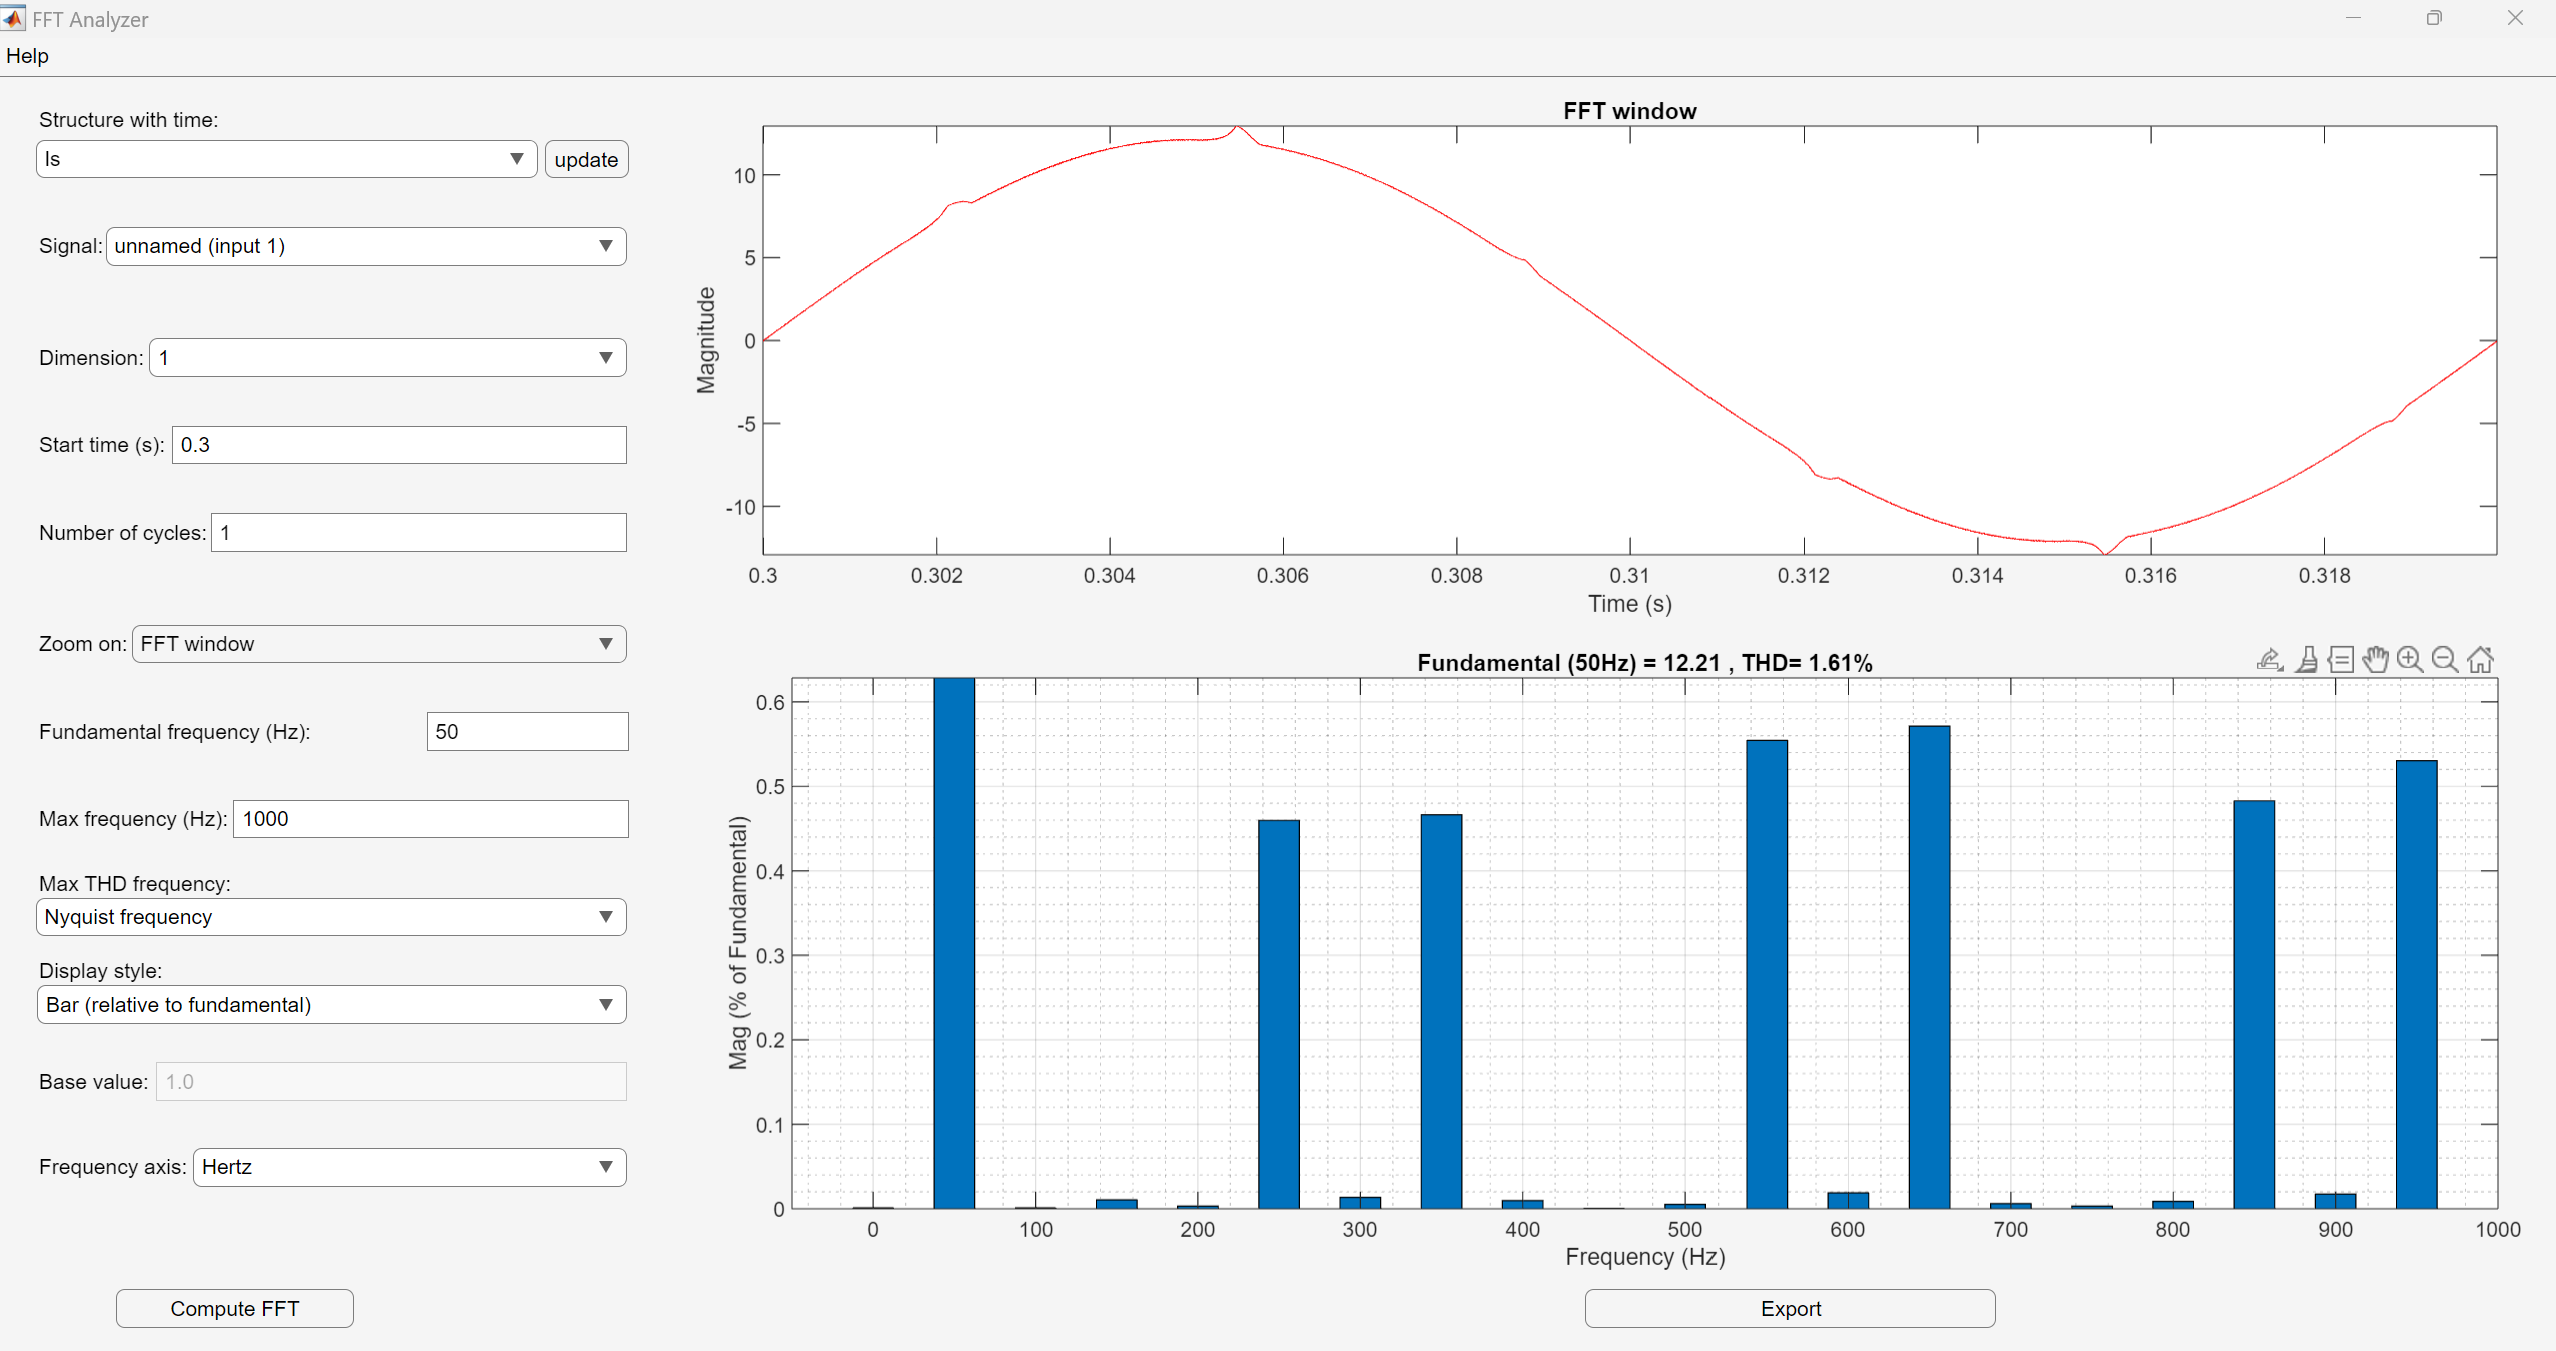 FFT Analyzer
Help
Structure with time:
Is
update
Signal: unnamed (input 1)
Dimension: 1
Start time (s): 0.3
Number of cycles: 1
Zoom on: FFT window
Fundamental frequency (Hz): 50
Max frequency (Hz): 1000
Max THD frequency:
Nyquist frequency
Display style:
Bar (relative to fundamental)
Base value: 1.0
Frequency axis: Hertz
Compute FFT
FFT window
10
5
0
-5
-10
Magnitude
0.3 0.302 0.304 0.306 0.308 0.31 0.312 0.314 0.316 0.318
Time (s)
Fundamental (50Hz) = 12.21 , THD= 1.61%
0.6
0.5
0.4
0.3
0.2
0.1
0
Mag (% of Fundamental)
0 100 200 300 400 500 600 700 800 900 1000
Frequency (Hz)
Export